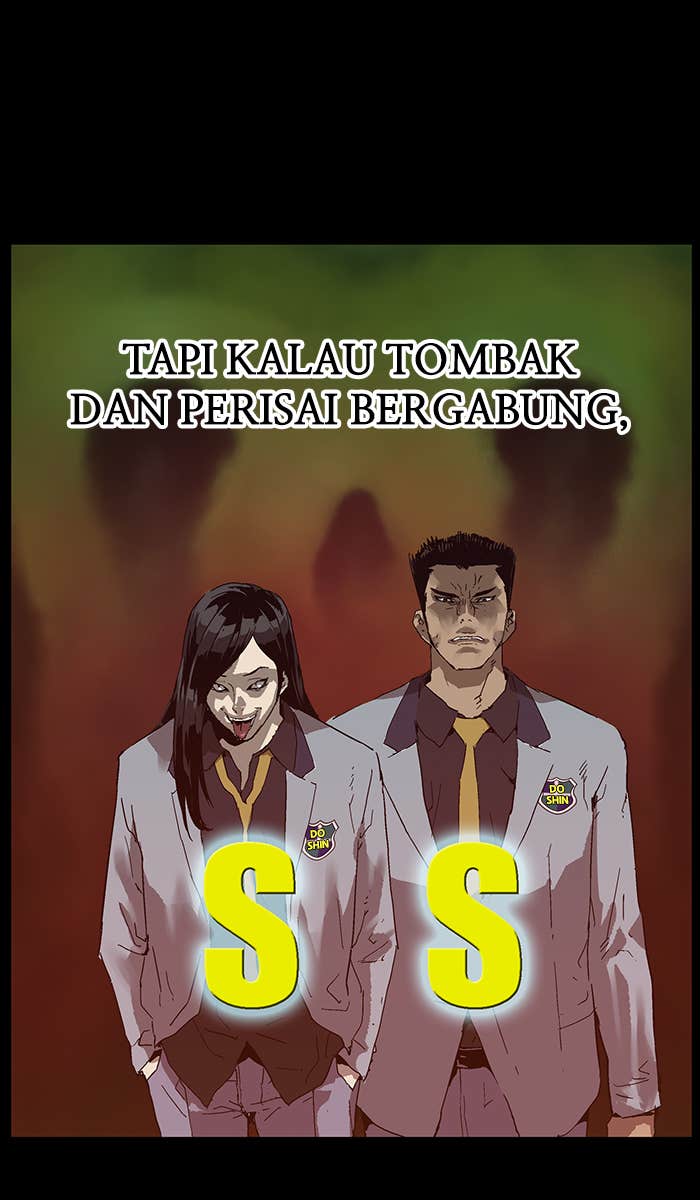 TAPI KALAU TOMBAK
DAN PERISAI BERGABUNG,
DO
SHIN
DO
SHIN
S S